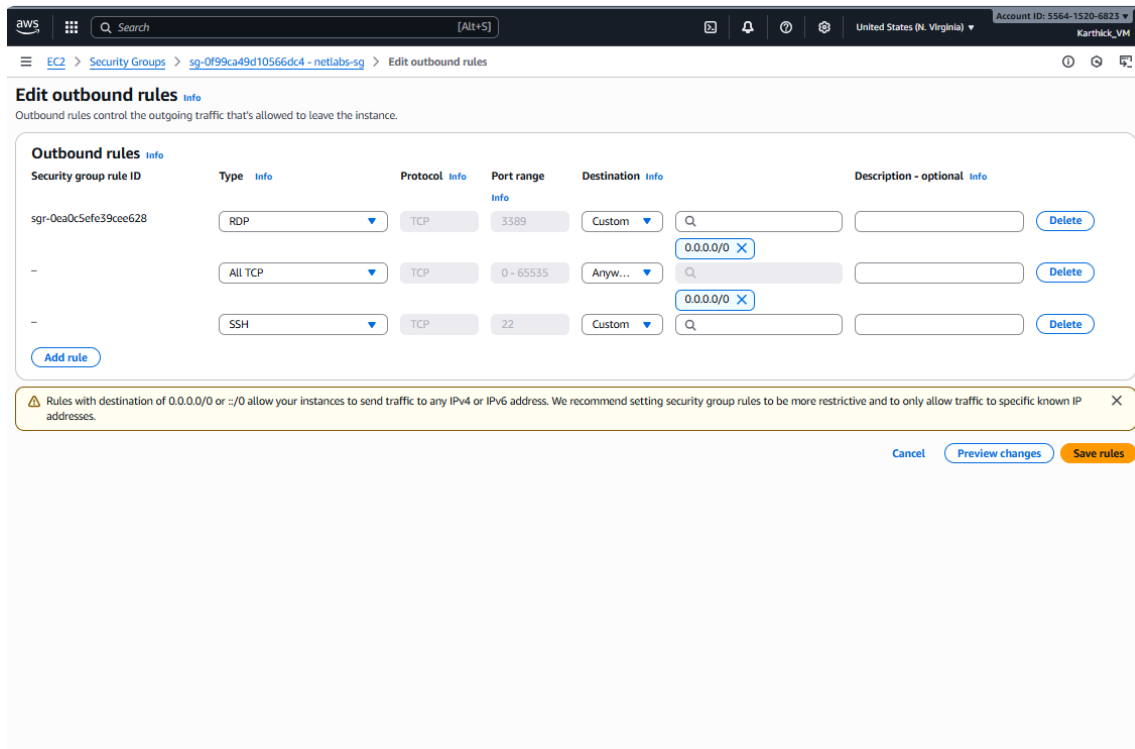 aws
Search [Alt+S] United States (N. Virginia) Account ID: 5564-1520-6823
Karthick_VM
EC2 > Security Groups > sg-0f99ca49d10566dc4 - netlabs-sg > Edit outbound rules
Edit outbound rules Info
Outbound rules control the outgoing traffic that's allowed to leave the instance.
Outbound rules Info
Security group rule ID Type Info Protocol Info Port range Destination Info Description - optional Info
Info
sgr-0ea0c5efe39cee628 RDP TCP 3389 Custom Delete
0.0.0.0/0
– All TCP TCP 0 - 65535 Anyw... Delete
0.0.0.0/0
– SSH TCP 22 Custom Delete
Add rule
Rules with destination of 0.0.0.0/0 or ::/0 allow your instances to send traffic to any IPv4 or IPv6 address. We recommend setting security group rules to be more restrictive and to only allow traffic to specific known IP
addresses.
Cancel Preview changes Save rules